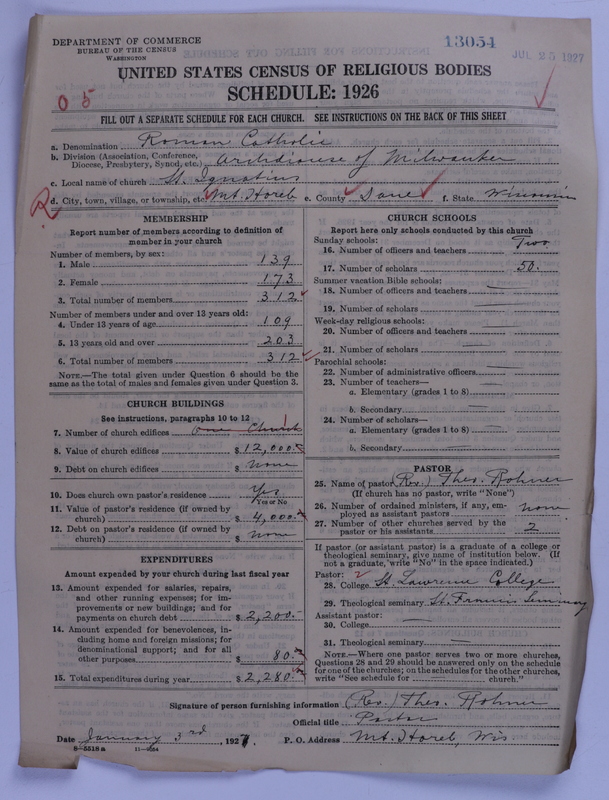 DEPARTMENT OF COMMERCE
BUREAU OF THE CENSUS
WASHINGTON
13054
JUL 25 1927
UNITED STATES CENSUS OF RELIGIOUS BODIES
SCHEDULE: 1926
05
FILL OUT A SEPARATE SCHEDULE FOR EACH CHURCH. SEE INSTRUCTIONS ON THE BACK OF THIS SHEET
a. Denomination Roman Catholic
b. Division (Association, Conference, Diocese, Presbytery, Synod, etc.) Archdiocese of Milwaukee
c. Local name of church St. Ignatius
d. City, town, village, or township, etc. Mt. Horeb e. County Dane f. State Wisconsin
MEMBERSHIP
Report number of members according to definition of
member in your church
Number of members, by sex:
1. Male 139
2. Female 173
3. Total number of members 312
Number of members under and over 13 years old:
4. Under 13 years of age 109
5. 13 years old and over 203
6. Total number of members 312
NOTE.—The total given under Question 6 should be
same as the total of males and females given under Question 3.
CHURCH BUILDINGS
See instructions, paragraphs 10 to 12
7. Number of church edifices one Church 1
8. Value of church edifices $ 12,000.
9. Debt on church edifices $ none
10. Does church own pastor's residence Yes
Yes or No
11. Value of pastor's residence (if owned by
church) $ 4,000.
12. Debt on pastor's residence (if owned by
church) $ none
EXPENDITURES
Amount expended by your church during last fiscal year
13. Amount expended for salaries, repairs,
and other running expenses; for im-
provements or new buildings; and for
payments on church debt $ 2,200.
14. Amount expended for benevolences, in-
cluding home and foreign missions; for
denominational support; and for all
other purposes $ 80.
15. Total expenditures during year $ 2,280.
CHURCH SCHOOLS
Report here only schools conducted by this church
Sunday schools:
16. Number of officers and teachers Two
17. Number of scholars 50.
Summer vacation Bible schools:
18. Number of officers and teachers
19. Number of scholars
Week-day religious schools:
20. Number of officers and teachers
21. Number of scholars
Parochial schools:
22. Number of administrative officers
23. Number of teachers—
a. Elementary (grades 1 to 8)
b. Secondary
24. Number of scholars—
a. Elementary (grades 1 to 8)
b. Secondary
PASTOR
25. Name of pastor (Rev.) Theo. Rohner
(If church has no pastor, write "None")
26. Number of ordained ministers, if any, em-
ployed as assistant pastors none
27. Number of other churches served by the
pastor or his assistants 2
If pastor (or assistant pastor) is a graduate of a college or
theological seminary, give name of institution below. (If
not a graduate, write "No" in the space indicated.)
Pastor:
28. College St. Lawrence College
29. Theological seminary St. Francis Seminary
Assistant pastor:
30. College
31. Theological seminary
NOTE.—Where one pastor serves two or more churches,
Questions 28 and 29 should be answered only on the schedule
for one of the churches; on the schedules for the other churches,
write "See schedule for church."
Signature of person furnishing information (Rev.) Theo. Rohner
Official title Pastor
Date January 3rd, 1927. P. O. Address Mt. Horeb, Wis.
8-5518a 11-9584